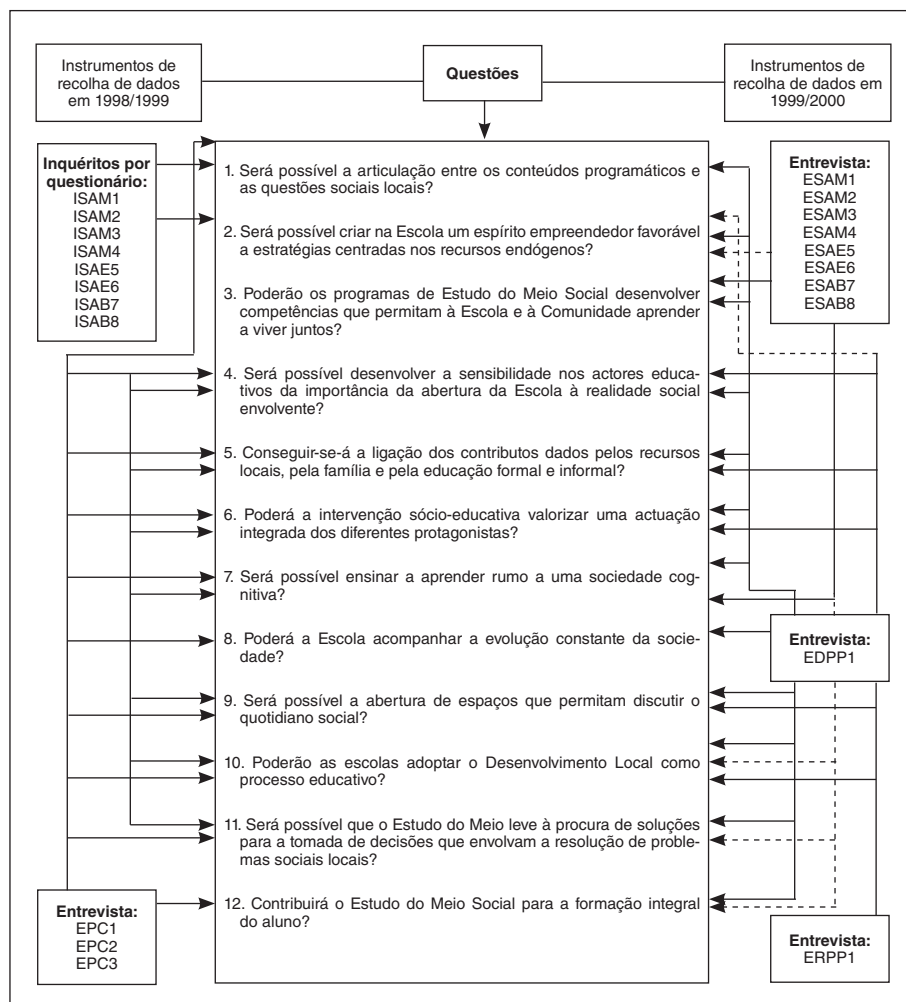 Instrumentos de
recolha de dados
em 1998/1999
Questões
Instrumentos de
recolha de dados em
1999/2000
Inquéritos por
questionário:
ISAM1
ISAM2
ISAM3
ISAM4
ISAE5
ISAE6
ISAB7
ISAB8
1. Será possível a articulação entre os conteúdos programáticos e
as questões sociais locais?
2. Será possível criar na Escola um espírito empreendedor favorável
a estratégias centradas nos recursos endógenos?
3. Poderão os programas de Estudo do Meio Social desenvolver
competências que permitam à Escola e à Comunidade aprender
a viver juntos?
4. Será possível desenvolver a sensibilidade nos actores educa-
tivos da importância da abertura da Escola à realidade social
envolvente?
5. Conseguir-se-á a ligação dos contributos dados pelos recursos
locais, pela família e pela educação formal e informal?
6. Poderá a intervenção sócio-educativa valorizar uma actuação
integrada dos diferentes protagonistas?
7. Será possível ensinar a aprender rumo a uma sociedade cog-
nitiva?
8. Poderá a Escola acompanhar a evolução constante da socie-
dade?
9. Será possível a abertura de espaços que permitam discutir o
quotidiano social?
10. Poderão as escolas adoptar o Desenvolvimento Local como
processo educativo?
11. Será possível que o Estudo do Meio leve à procura de soluções
para a tomada de decisões que envolvam a resolução de proble-
mas sociais locais?
12. Contribuirá o Estudo do Meio Social para a formação integral
do aluno?
Entrevista:
ESAM1
ESAM2
ESAM3
ESAM4
ESAE5
ESAE6
ESAB7
ESAB8
Entrevista:
EDPP1
Entrevista:
EPC1
EPC2
EPC3
Entrevista:
ERPP1